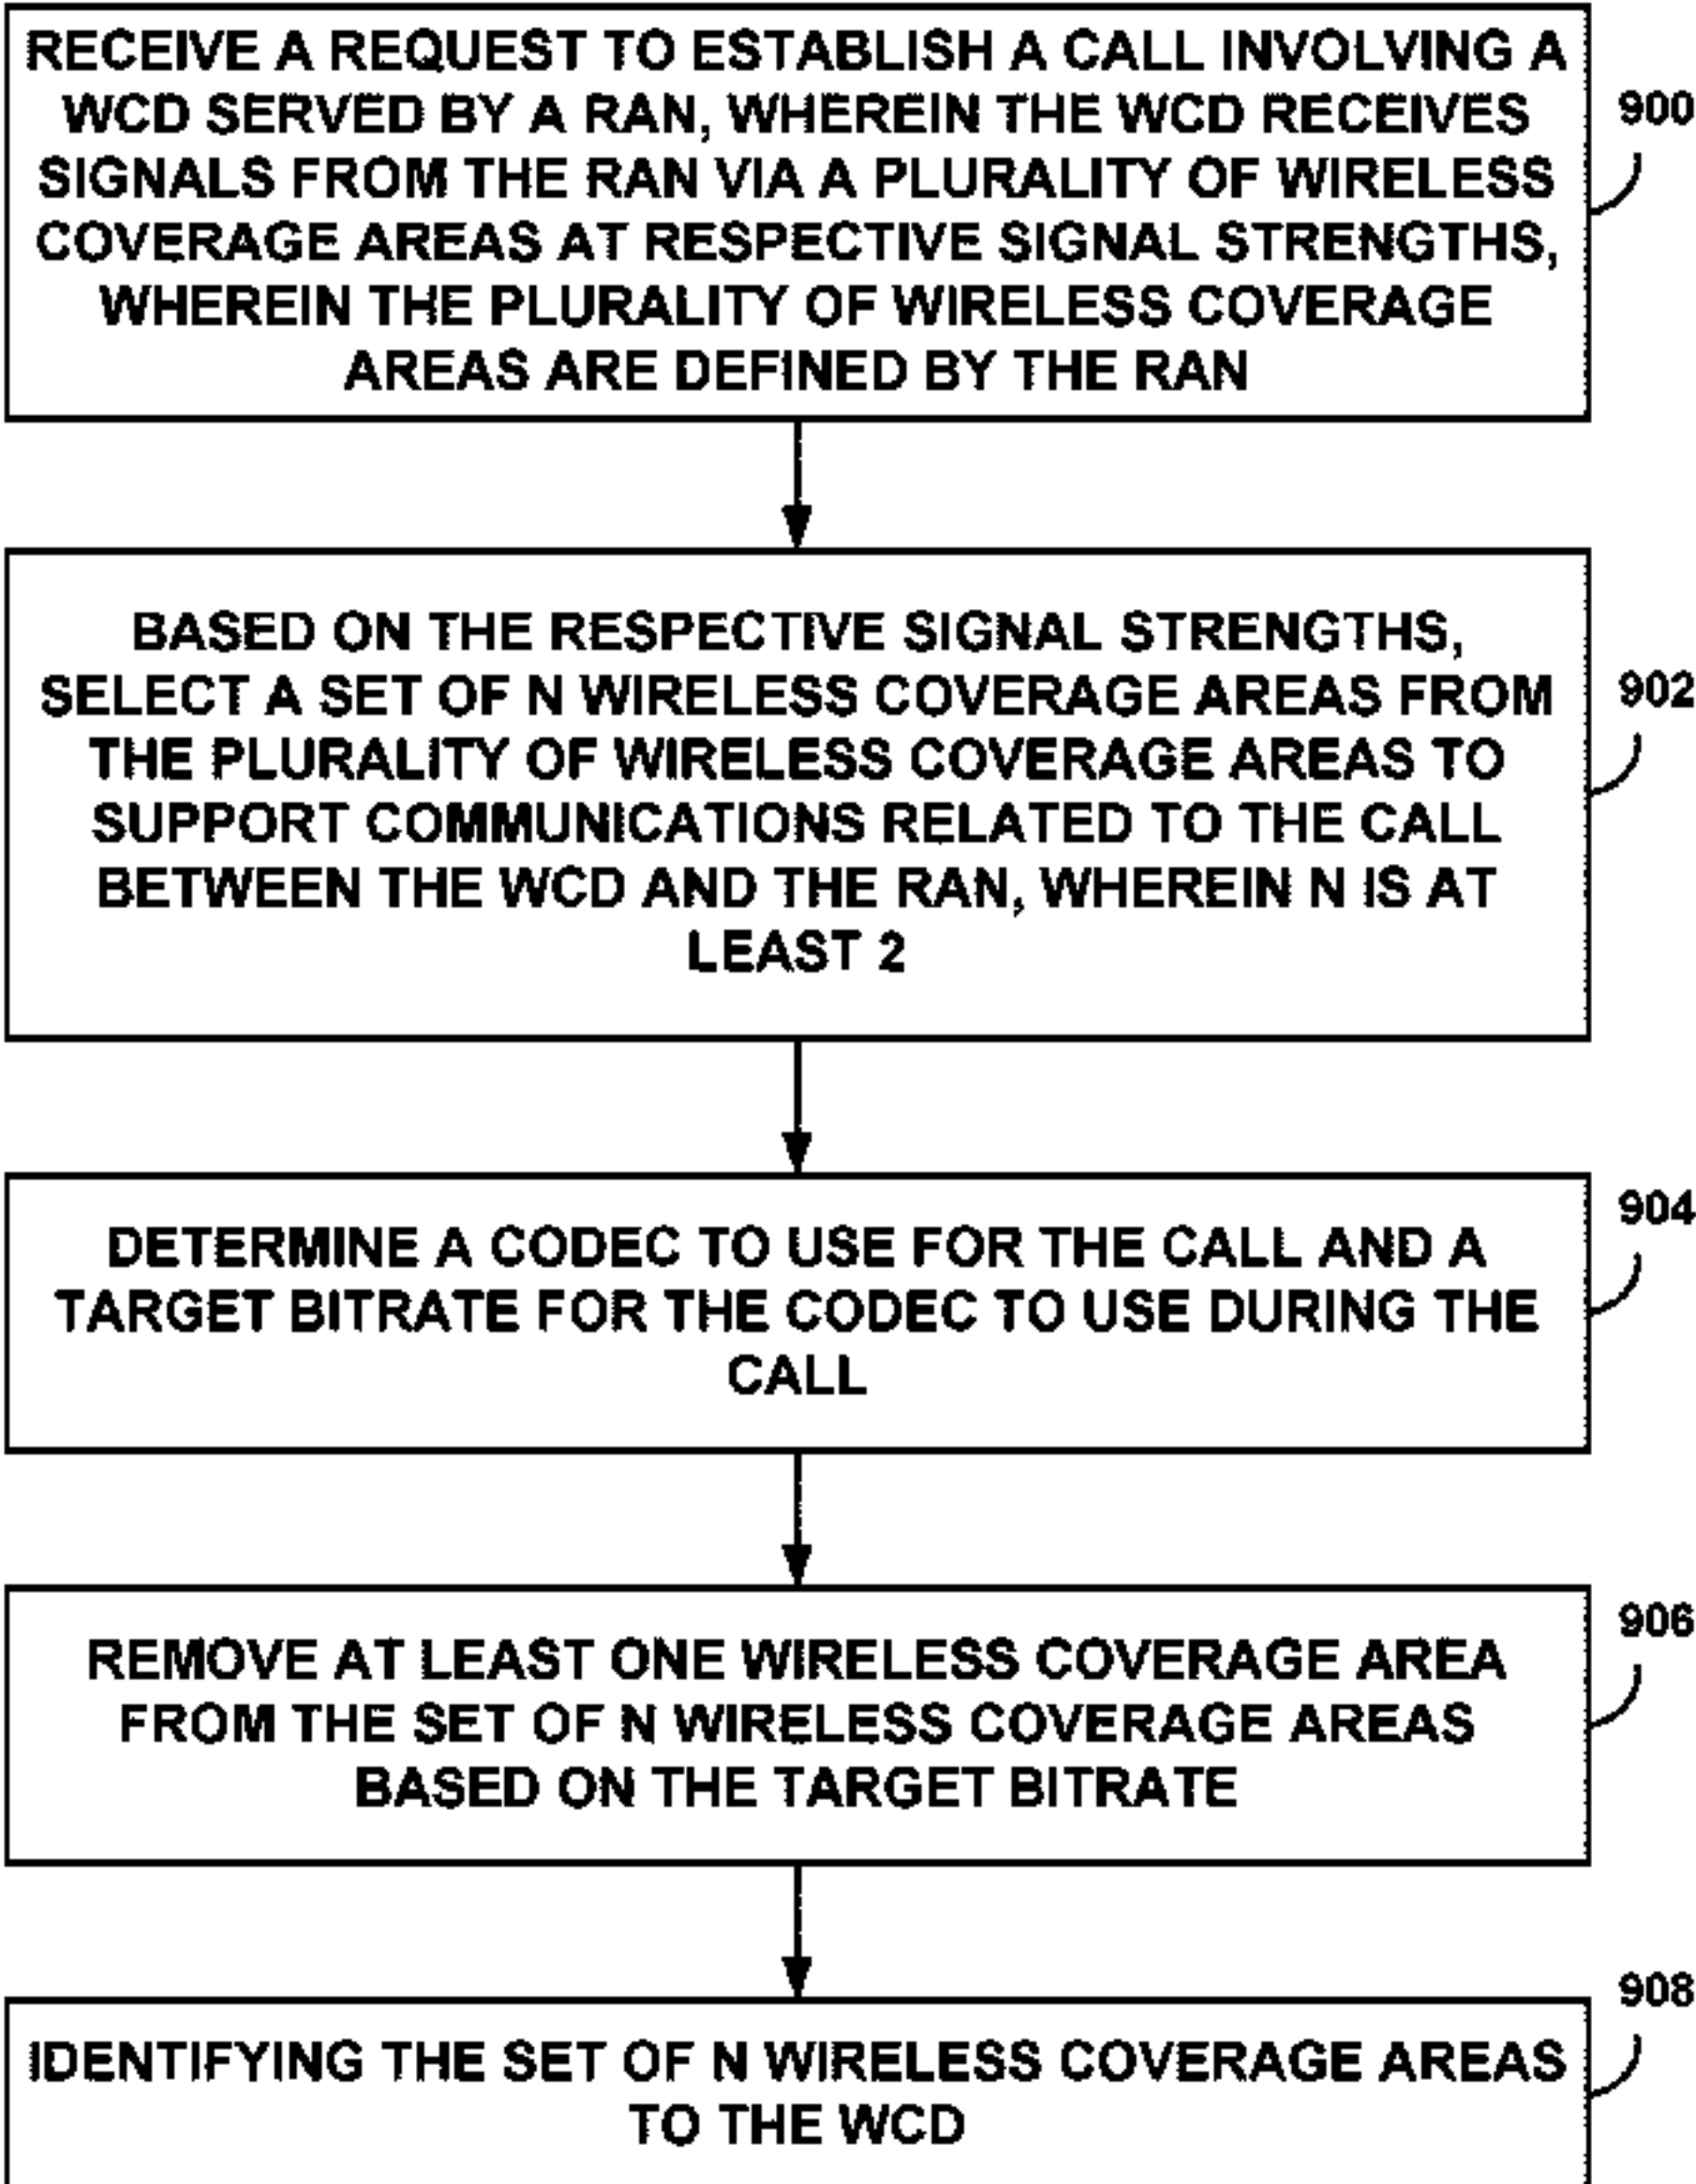 RECEIVE A REQUEST TO ESTABLISH A CALL INVOLVING A
WCD SERVED BY A RAN, WHEREIN THE WCD RECEIVES
SIGNALS FROM THE RAN VIA A PLURALITY OF WIRELESS
COVERAGE AREAS AT RESPECTIVE SIGNAL STRENGTHS,
WHEREIN THE PLURALITY OF WIRELESS COVERAGE
AREAS ARE DEFINED BY THE RAN
900
BASED ON THE RESPECTIVE SIGNAL STRENGTHS,
SELECT A SET OF N WIRELESS COVERAGE AREAS FROM
THE PLURALITY OF WIRELESS COVERAGE AREAS TO
SUPPORT COMMUNICATIONS RELATED TO THE CALL
BETWEEN THE WCD AND THE RAN, WHEREIN N IS AT
LEAST 2
902
DETERMINE A CODEC TO USE FOR THE CALL AND A
TARGET BITRATE FOR THE CODEC TO USE DURING THE
CALL
904
REMOVE AT LEAST ONE WIRELESS COVERAGE AREA
FROM THE SET OF N WIRELESS COVERAGE AREAS
BASED ON THE TARGET BITRATE
906
IDENTIFYING THE SET OF N WIRELESS COVERAGE AREAS
TO THE WCD
908